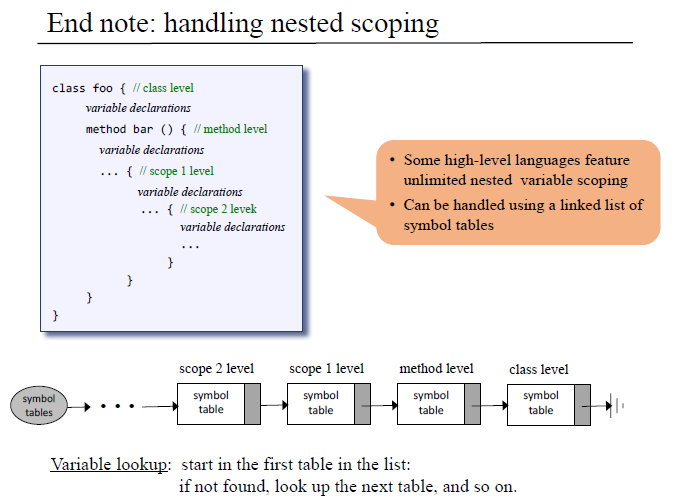 End note: handling nested scoping
class foo { // class level
variable declarations
method bar () { // method level
variable declarations
... { // scope 1 level
variable declarations
... { // scope 2 levek
variable declarations
...
}
}
}
}
• Some high-level languages feature
unlimited nested variable scoping
• Can be handled using a linked list of
symbol tables
scope 2 level scope 1 level method level class level
symbol
tables
• • •
symbol
table
symbol
table
symbol
table
symbol
table
Variable lookup: start in the first table in the list:
if not found, look up the next table, and so on.